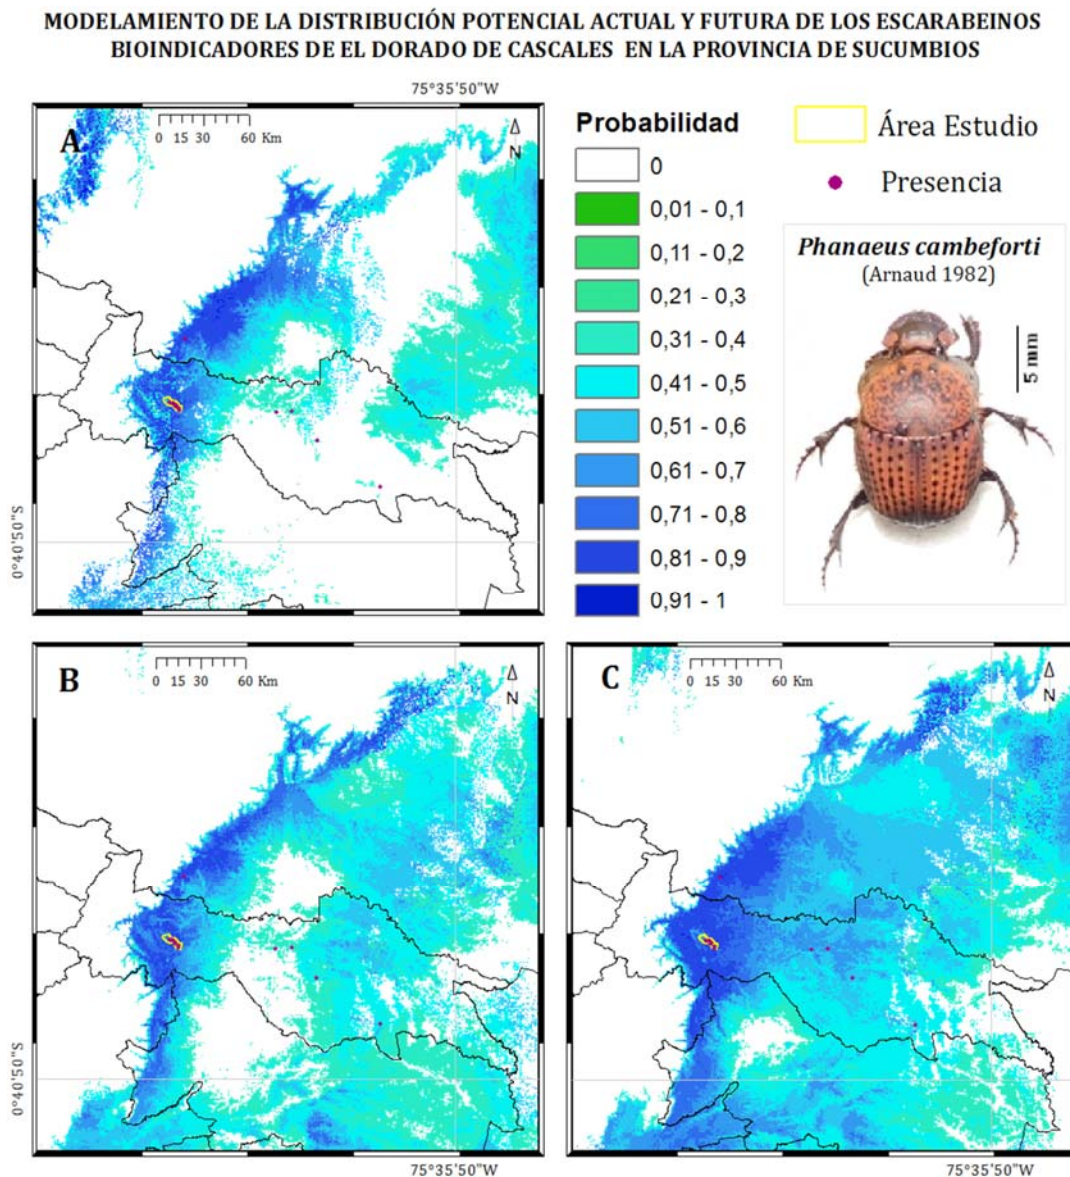 MODELAMIENTO DE LA DISTRIBUCIÓN POTENCIAL ACTUAL Y FUTURA DE LOS ESCARABEINOS
BIOINDICADORES DE EL DORADO DE CASCALES EN LA PROVINCIA DE SUCUMBIOS
75°35'50"W
A
0 15 30 60 Km
N
0°40'50"S
Probabilidad
0
0,01 - 0,1
0,11 - 0,2
0,21 - 0,3
0,31 - 0,4
0,41 - 0,5
0,51 - 0,6
0,61 - 0,7
0,71 - 0,8
0,81 - 0,9
0,91 - 1
Área Estudio
Presencia
Phanaeus cambeforti
(Arnaud 1982)
5 mm
B
0 15 30 60 Km
N
0°40'50"S
75°35'50"W
C
0 15 30 60 Km
N
75°35'50"W